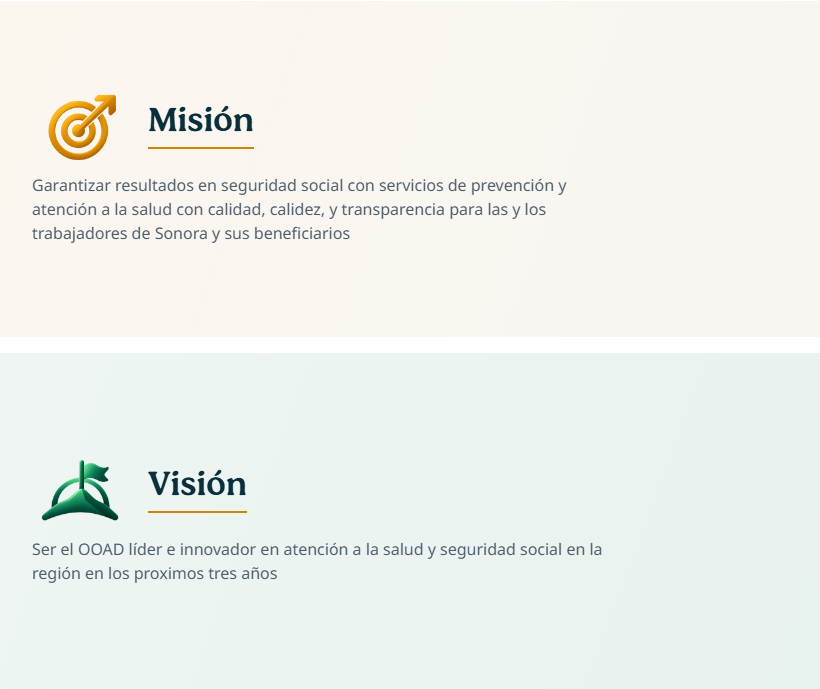 Misión
Garantizar resultados en seguridad social con servicios de prevención y
atención a la salud con calidad, calidez, y transparencia para las y los
trabajadores de Sonora y sus beneficiarios
Visión
Ser el OOAD líder e innovador en atención a la salud y seguridad social en la
región en los proximos tres años